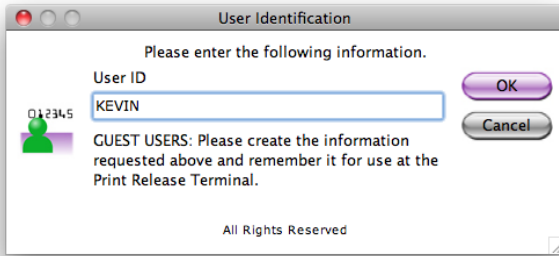 User Identification
Please enter the following information.
User ID
OK
012345
KEVIN
Cancel
GUEST USERS: Please create the information
requested above and remember it for use at the
Print Release Terminal.
All Rights Reserved